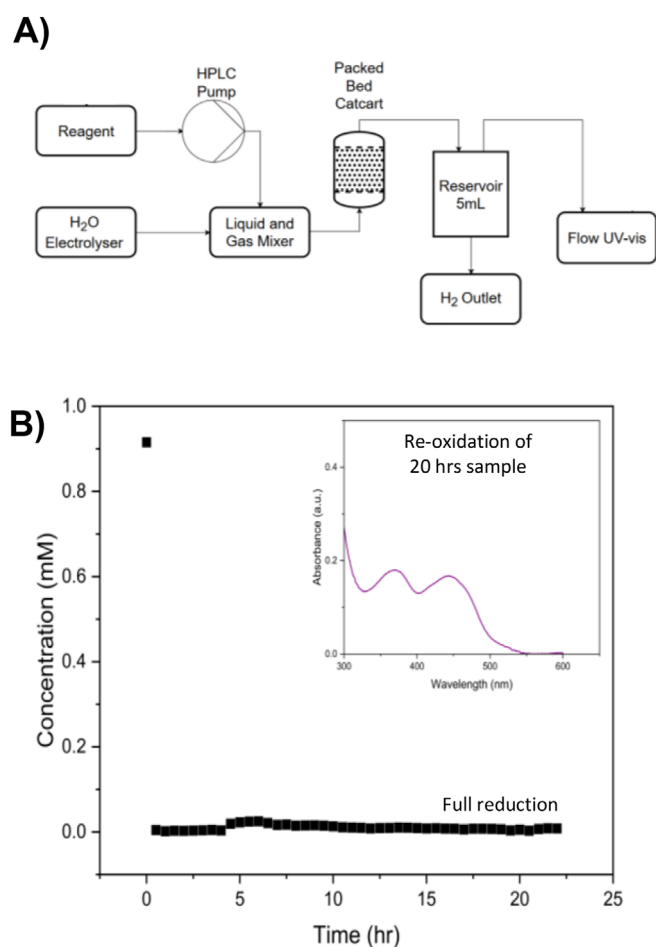 A)
HPLC
Pump
Packed
Bed
Catcart
Reagent
Reservoir
5mL
H₂O
Electrolyser
Liquid and
Gas Mixer
Flow UV-vis
H₂ Outlet
B)
1.0
0.8
0.6
0.4
0.2
0.0
Concentration (mM)
0
5
10
15
20
25
Time (hr)
Full reduction
Re-oxidation of
20 hrs sample
0.4
0.2
0.0
Absorbance (a.u.)
300
400
500
600
Wavelength (nm)